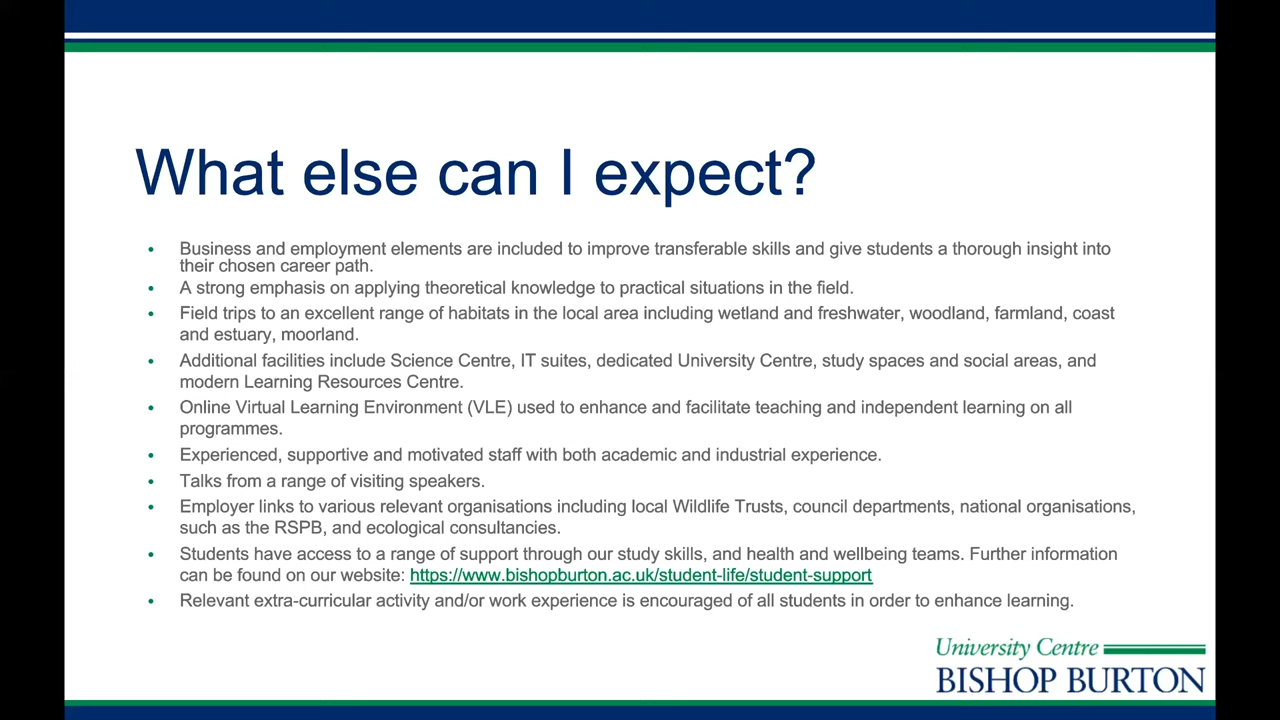 What else can I expect?
• Business and employment elements are included to improve transferable skills and give students a thorough insight into
their chosen career path.
• A strong emphasis on applying theoretical knowledge to practical situations in the field.
• Field trips to an excellent range of habitats in the local area including wetland and freshwater, woodland, farmland, coast
and estuary, moorland.
• Additional facilities include Science Centre, IT suites, dedicated University Centre, study spaces and social areas, and
modern Learning Resources Centre.
• Online Virtual Learning Environment (VLE) used to enhance and facilitate teaching and independent learning on all
programmes.
• Experienced, supportive and motivated staff with both academic and industrial experience.
• Talks from a range of visiting speakers.
• Employer links to various relevant organisations including local Wildlife Trusts, council departments, national organisations,
such as the RSPB, and ecological consultancies.
• Students have access to a range of support through our study skills, and health and wellbeing teams. Further information
can be found on our website: https://www.bishopburton.ac.uk/student-life/student-support
• Relevant extra-curricular activity and/or work experience is encouraged of all students in order to enhance learning.
University Centre
BISHOP BURTON